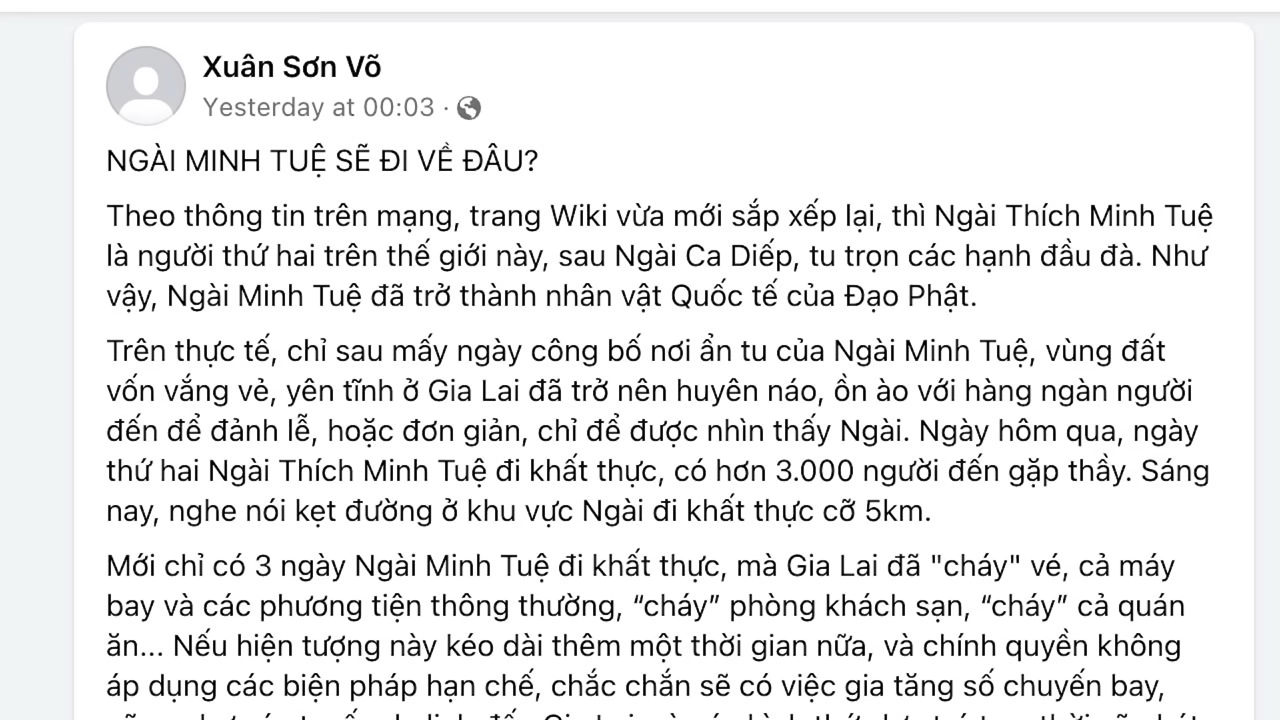 Xuân Sơn Võ
Yesterday at 00:03 ·
NGÀI MINH TUỆ SẼ ĐI VỀ ĐÂU?
Theo thông tin trên mạng, trang Wiki vừa mới sắp xếp lại, thì Ngài Thích Minh Tuệ
là người thứ hai trên thế giới này, sau Ngài Ca Diếp, tu trọn các hạnh đầu đà. Như
vậy, Ngài Minh Tuệ đã trở thành nhân vật Quốc tế của Đạo Phật.
Trên thực tế, chỉ sau mấy ngày công bố nơi ẩn tu của Ngài Minh Tuệ, vùng đất
vốn vắng vẻ, yên tĩnh ở Gia Lai đã trở nên huyên náo, ồn ào với hàng ngàn người
đến để đảnh lễ, hoặc đơn giản, chỉ để được nhìn thấy Ngài. Ngày hôm qua, ngày
thứ hai Ngài Thích Minh Tuệ đi khất thực, có hơn 3.000 người đến gặp thầy. Sáng
nay, nghe nói kẹt đường ở khu vực Ngài đi khất thực cỡ 5km.
Mới chỉ có 3 ngày Ngài Minh Tuệ đi khất thực, mà Gia Lai đã "cháy" vé, cả máy
bay và các phương tiện thông thường, “cháy” phòng khách sạn, “cháy” cả quán
ăn... Nếu hiện tượng này kéo dài thêm một thời gian nữa, và chính quyền không
áp dụng các biện pháp hạn chế, chắc chắn sẽ có việc gia tăng số chuyến bay,